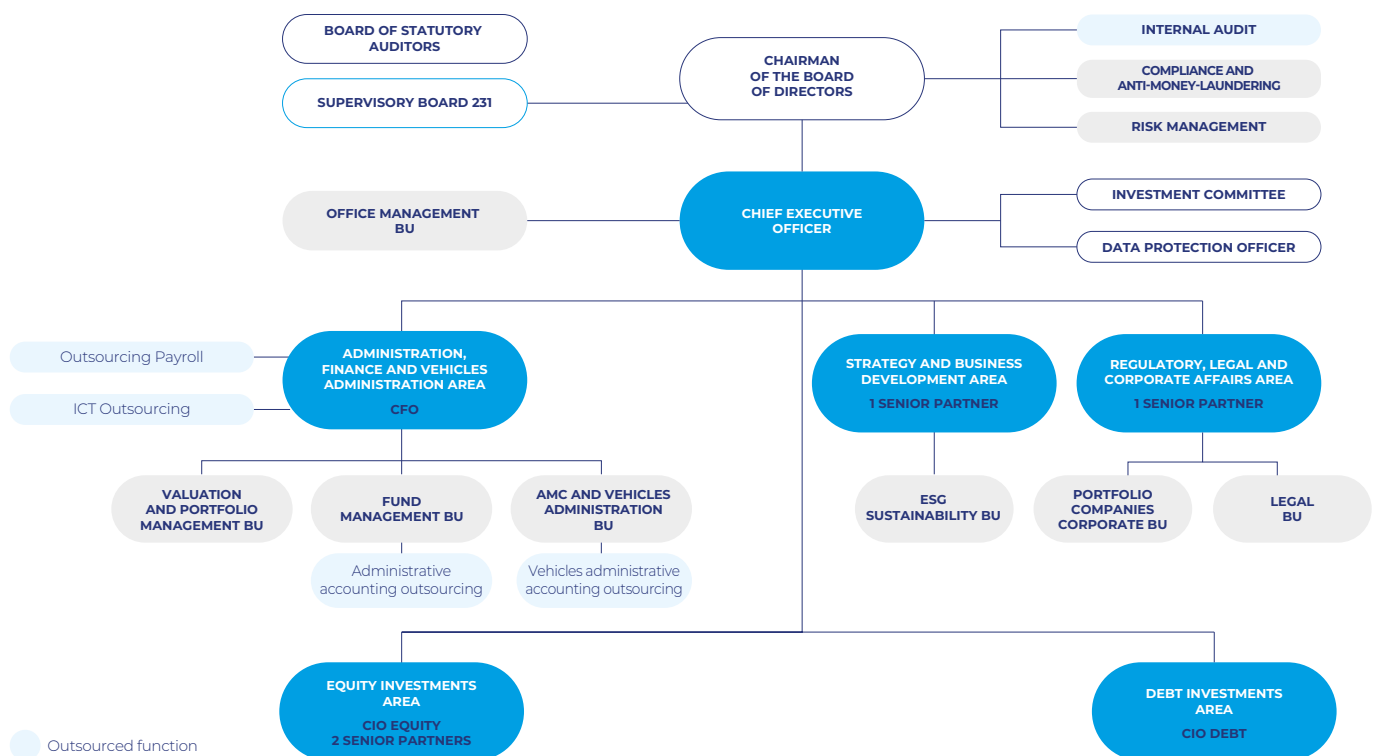 BOARD OF STATUTORY
AUDITORS
SUPERVISORY BOARD 231
CHAIRMAN
OF THE BOARD
OF DIRECTORS
INTERNAL AUDIT
COMPLIANCE AND
ANTI-MONEY-LAUNDERING
RISK MANAGEMENT
OFFICE MANAGEMENT
BU
CHIEF EXECUTIVE
OFFICER
INVESTMENT COMMITTEE
DATA PROTECTION OFFICER
Outsourcing Payroll
ICT Outsourcing
ADMINISTRATION,
FINANCE AND VEHICLES
ADMINISTRATION AREA
CFO
STRATEGY AND BUSINESS
DEVELOPMENT AREA
1 SENIOR PARTNER
REGULATORY, LEGAL AND
CORPORATE AFFAIRS AREA
1 SENIOR PARTNER
VALUATION
AND PORTFOLIO
MANAGEMENT BU
FUND
MANAGEMENT BU
AMC AND VEHICLES
ADMINISTRATION
BU
ESG
SUSTAINABILITY BU
PORTFOLIO
COMPANIES
CORPORATE BU
LEGAL
BU
Administrative
accounting outsourcing
Vehicles administrative
accounting outsourcing
EQUITY INVESTMENTS
AREA
CIO EQUITY
2 SENIOR PARTNERS
DEBT INVESTMENTS
AREA
CIO DEBT
Outsourced function